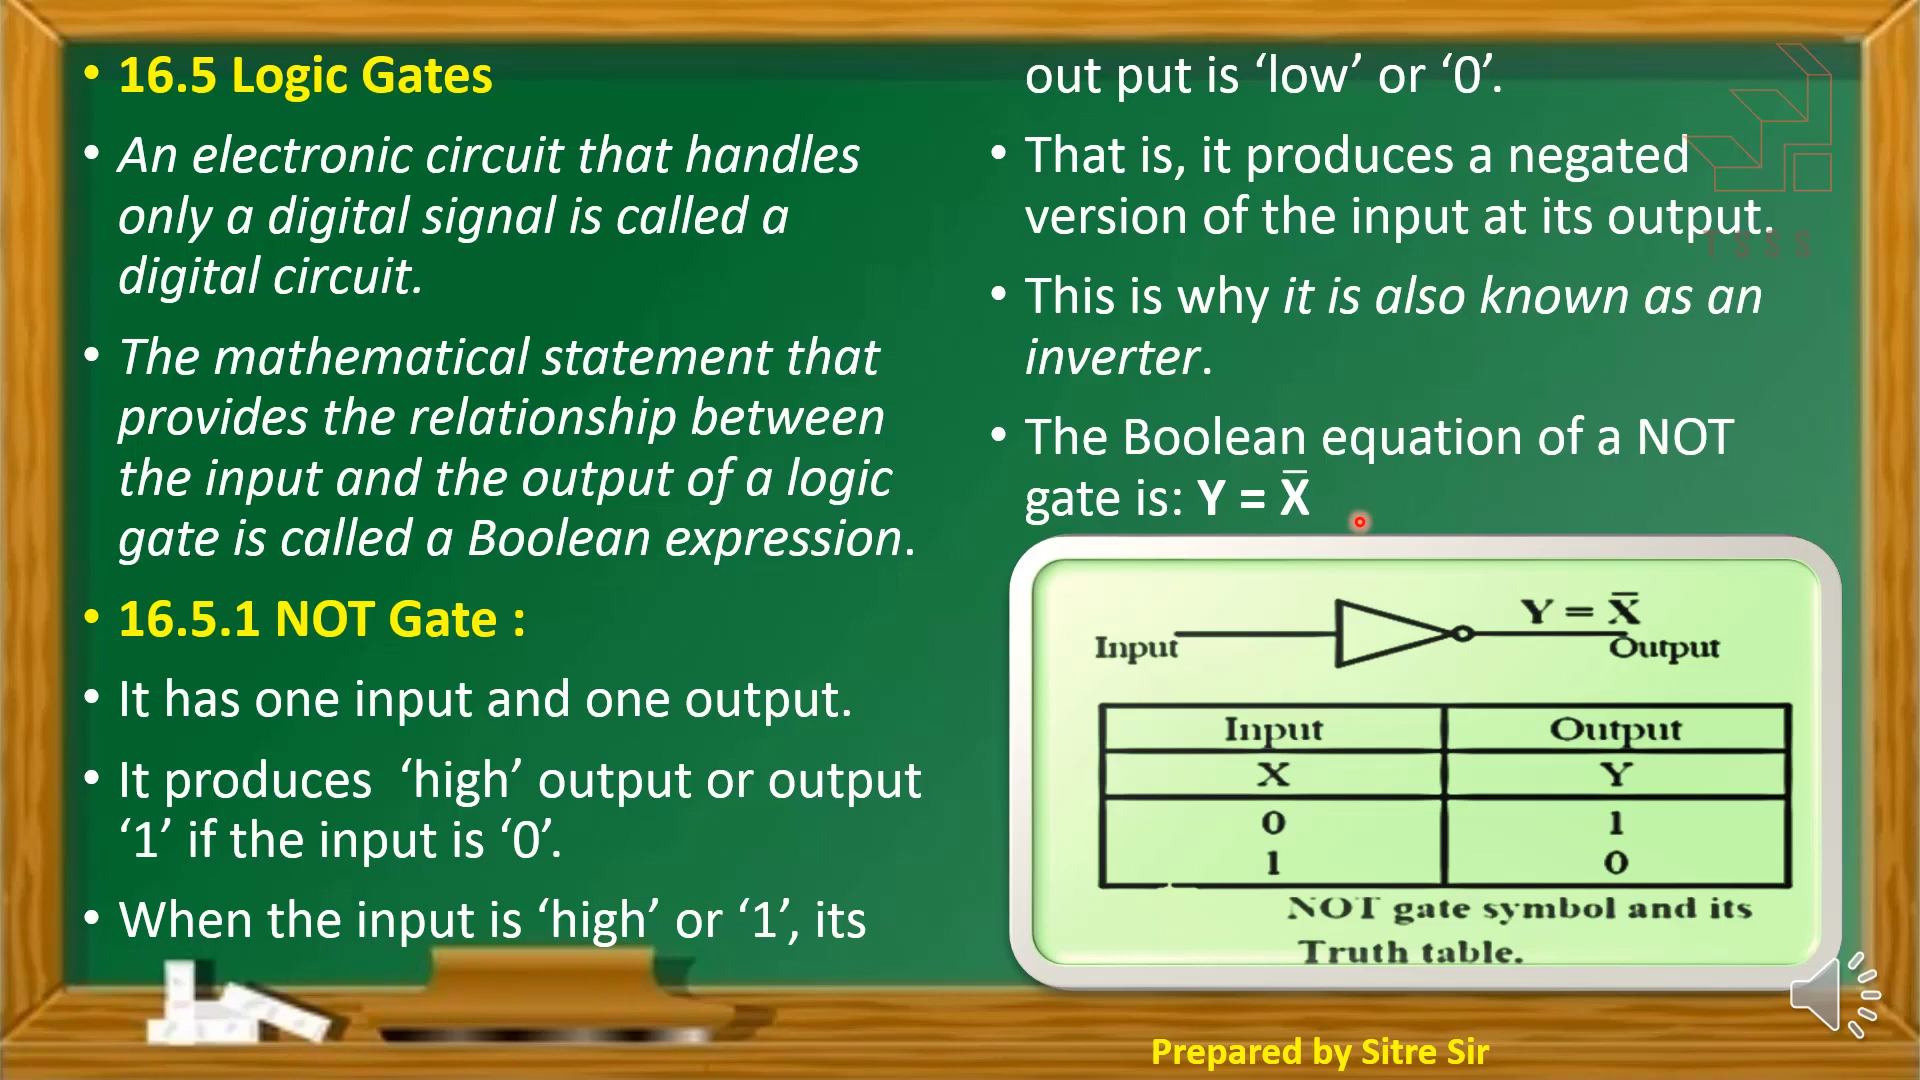 • 16.5 Logic Gates
• An electronic circuit that handles
only a digital signal is called a
digital circuit.
• The mathematical statement that
provides the relationship between
the input and the output of a logic
gate is called a Boolean expression.
• 16.5.1 NOT Gate :
• It has one input and one output.
• It produces ‘high’ output or output
‘1’ if the input is ‘0’.
• When the input is ‘high’ or ‘1’, its
out put is ‘low’ or ‘0’.
• That is, it produces a negated
version of the input at its output.
• This is why it is also known as an
inverter.
• The Boolean equation of a NOT
gate is: Y = X̅
T S S S
Y = X̅
Input Output
Input Output
X Y
0 1
1 0
NOT gate symbol and its
Truth table.
Prepared by Sitre Sir